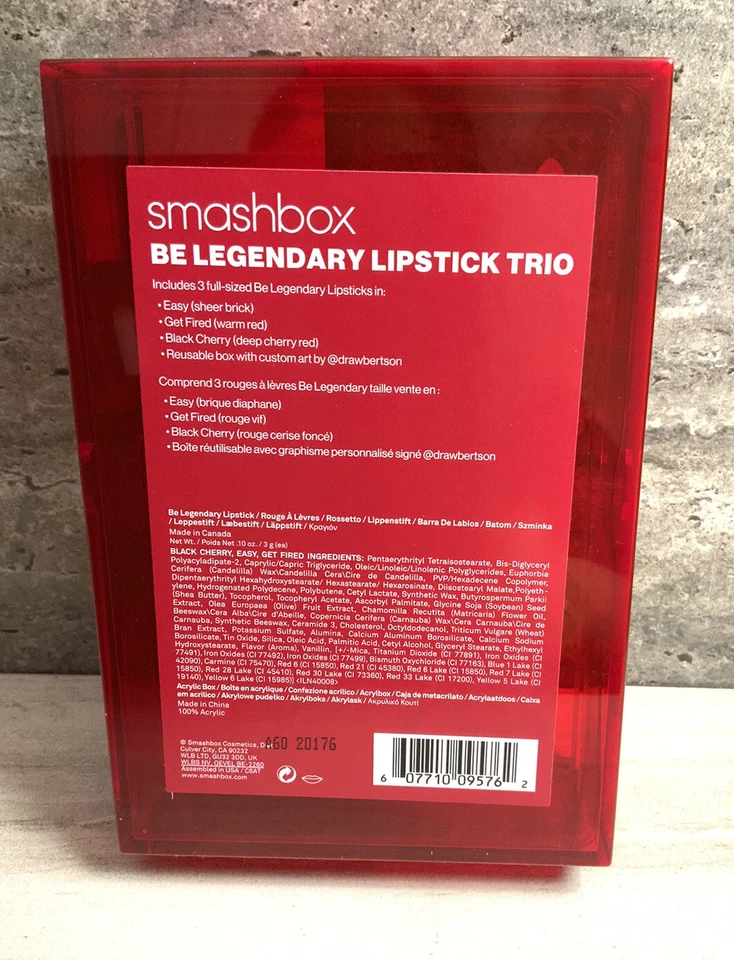 smashbox
BE LEGENDARY LIPSTICK TRIO
Includes 3 full-sized Be Legendary Lipsticks in:
• Easy (sheer brick)
• Get Fired (warm red)
• Black Cherry (deep cherry red)
• Reusable box with custom art by @drawbertson
Comprend 3 rouges à lèvres Be Legendary taille vente en :
• Easy (brique diaphane)
• Get Fired (rouge vif)
• Black Cherry (rouge cerise foncé)
• Boîte réutilisable avec graphisme personnalisé signé @drawbertson
Be Legendary Lipstick / Rouge À Lèvres / Rossetto / Lippenstift / Barra De Labios / Batom / Szminka
/ Leppestift / Læbestift / Läppstift / Κραγιόν
Made in Canada
Net Wt. / Poids Net .10 oz. / 3 g (ea)
BLACK CHERRY, EASY, GET FIRED INGREDIENTS: Pentaerythrityl Tetraisostearate, Bis-Diglyceryl
Polyacyladipate-2, Caprylic/Capric Triglyceride, Oleic/Linoleic/Linolenic Polyglycerides, Euphorbia
Cerifera (Candelilla) Wax\Candelilla Cera\Cire de Candelilla, PVP/Hexadecene Copolymer,
Dipentaerythrityl Hexahydroxystearate/ Hexastearate/ Hexarosinate, Diisostearyl Malate, Polyeth-
ylene, Hydrogenated Polydecene, Polybutene, Cetyl Lactate, Synthetic Wax, Butyrospermum Parkii
(Shea Butter), Tocopherol, Tocopheryl Acetate, Ascorbyl Palmitate, Glycine Soja (Soybean) Seed
Extract, Olea Europaea (Olive) Fruit Extract, Chamomilla Recutita (Matricaria) Flower Oil,
Beeswax\Cera Alba\Cire d'Abeille, Copernicia Cerifera (Carnauba) Wax\Cera Carnauba\Cire de
Carnauba, Synthetic Beeswax, Ceramide 3, Cholesterol, Octyldodecanol, Triticum Vulgare (Wheat)
Bran Extract, Potassium Sulfate, Alumina, Calcium Aluminum Borosilicate, Calcium Sodium
Borosilicate, Tin Oxide, Silica, Oleic Acid, Palmitic Acid, Cetyl Alcohol, Glyceryl Stearate, Ethylhexyl
Hydroxystearate, Flavor (Aroma), Vanillin, [+/-Mica, Titanium Dioxide (CI 77891), Iron Oxides (CI
77491), Iron Oxides (CI 77492), Iron Oxides (CI 77499), Bismuth Oxychloride (CI 77163), Blue 1 Lake (CI
42090), Carmine (CI 75470), Red 6 (CI 15850), Red 21 (CI 45380), Red 6 Lake (CI 15850), Red 7 Lake (CI
15850), Red 28 Lake (CI 45410), Red 30 Lake (CI 73360), Red 33 Lake (CI 17200), Yellow 5 Lake (CI
19140), Yellow 6 Lake (CI 15985)] <ILN40008>
Acrylic Box / Boîte en acrylique / Confezione acrilico / Acrylbox / Caja de metacrilato / Acrylaatdoos / Caixa
em acrílico / Akrylowe pudełko / Akrylboks / Akrylask / Ακρυλικό Κουτί
Made in China
100% Acrylic
© Smashbox Cosmetics,
A60 20176
Culver City, CA 90232
WLB LTD, GU32 3DD, UK
WLBS NV, OEVEL BE-2260
Assembled in USA / C6AT
www.smashbox.com
6 07710 09576 2